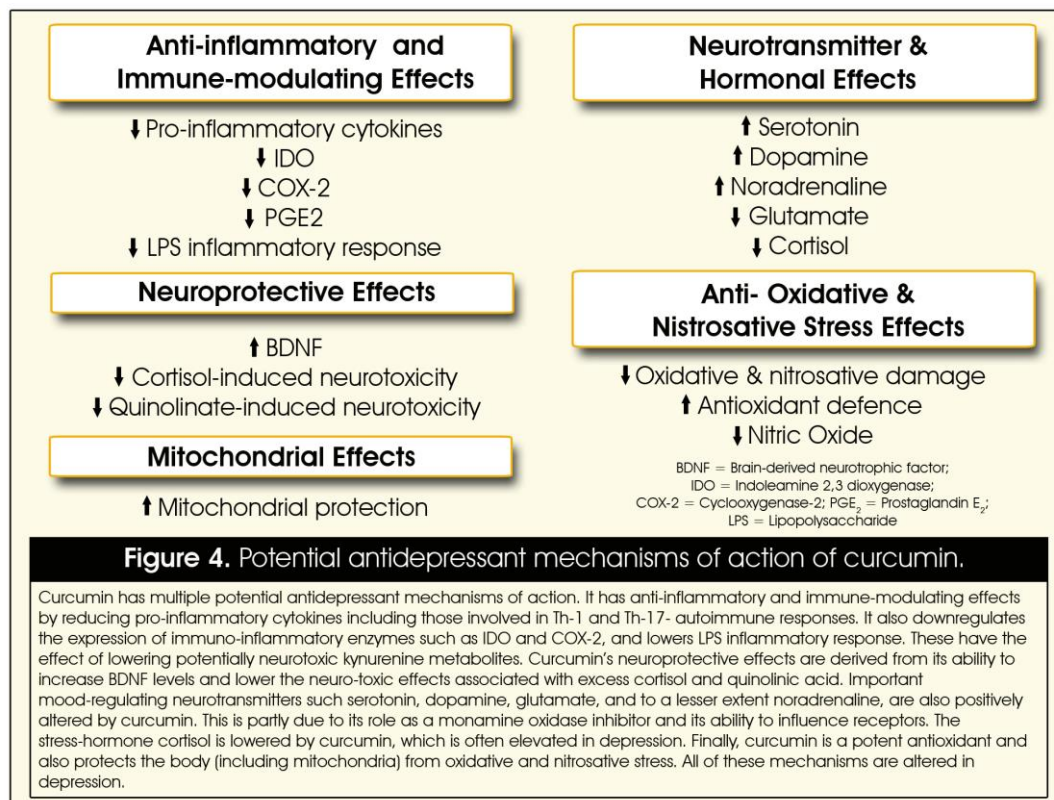 Anti-inflammatory and
Immune-modulating Effects
⬇ Pro-inflammatory cytokines
⬇ IDO
⬇ COX-2
⬇ PGE2
⬇ LPS inflammatory response
Neuroprotective Effects
⬆ BDNF
⬇ Cortisol-induced neurotoxicity
⬇ Quinolinate-induced neurotoxicity
Mitochondrial Effects
⬆ Mitochondrial protection
Neurotransmitter &
Hormonal Effects
⬆ Serotonin
⬆ Dopamine
⬆ Noradrenaline
⬇ Glutamate
⬇ Cortisol
Anti- Oxidative &
Nistrosative Stress Effects
⬇ Oxidative & nitrosative damage
⬆ Antioxidant defence
⬇ Nitric Oxide
BDNF = Brain-derived neurotrophic factor;
IDO = Indoleamine 2,3 dioxygenase;
COX-2 = Cyclooxygenase-2; PGE₂ = Prostaglandin E₂;
LPS = Lipopolysaccharide
Figure 4. Potential antidepressant mechanisms of action of curcumin.
Curcumin has multiple potential antidepressant mechanisms of action. It has anti-inflammatory and immune-modulating effects
by reducing pro-inflammatory cytokines including those involved in Th-1 and Th-17- autoimmune responses. It also downregulates
the expression of immuno-inflammatory enzymes such as IDO and COX-2, and lowers LPS inflammatory response. These have the
effect of lowering potentially neurotoxic kynurenine metabolites. Curcumin's neuroprotective effects are derived from its ability to
increase BDNF levels and lower the neuro-toxic effects associated with excess cortisol and quinolinic acid. Important
mood-regulating neurotransmitters such serotonin, dopamine, glutamate, and to a lesser extent noradrenaline, are also positively
altered by curcumin. This is partly due to its role as a monamine oxidase inhibitor and its ability to influence receptors. The
stress-hormone cortisol is lowered by curcumin, which is often elevated in depression. Finally, curcumin is a potent antioxidant and
also protects the body (including mitochondria) from oxidative and nitrosative stress. All of these mechanisms are altered in
depression.